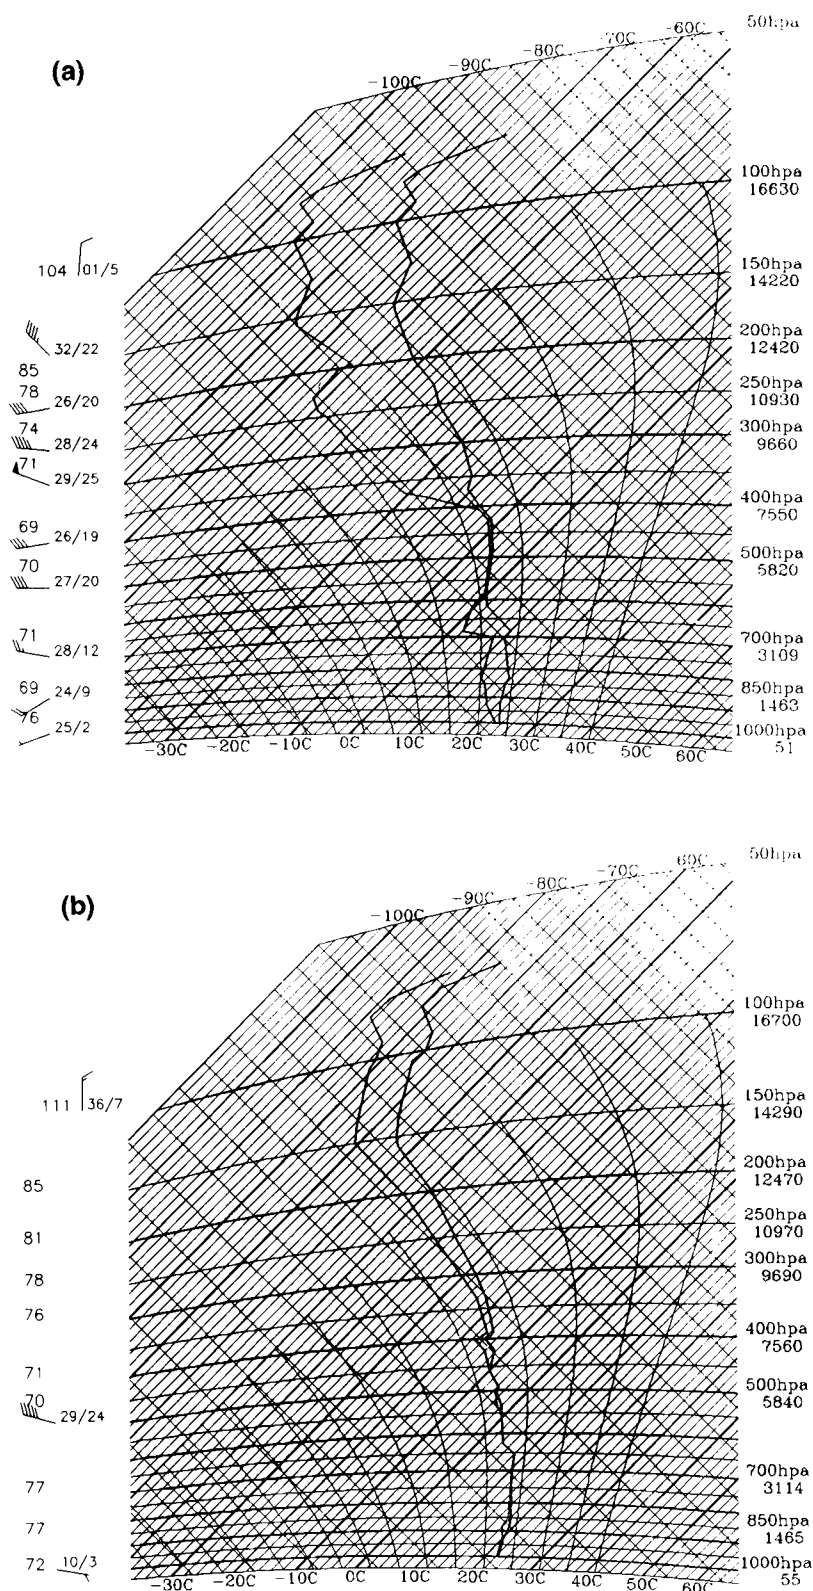 (a)
-100C -90C -80C -70C -60C 50hpa
100hpa
16630
150hpa
14220
200hpa
12420
250hpa
10930
300hpa
9660
400hpa
7550
500hpa
5820
700hpa
3109
850hpa
1463
1000hpa
51
104 01/5
32/22
85
78 26/20
74 28/24
71 29/25
69 26/19
70 27/20
71 28/12
69 24/9
76 25/2
-30C -20C -10C 0C 10C 20C 30C 40C 50C 60C
(b)
-100C -90C -80C -70C 60C 50hpa
100hpa
16700
150hpa
14290
200hpa
12470
250hpa
10970
300hpa
9690
400hpa
7560
500hpa
5840
700hpa
3114
850hpa
1465
1000hpa
55
111 36/7
85
81
78
76
71
70 29/24
77
77
72 10/3
-30C -20C -10C 0C 10C 20C 30C 40C 50C 60C